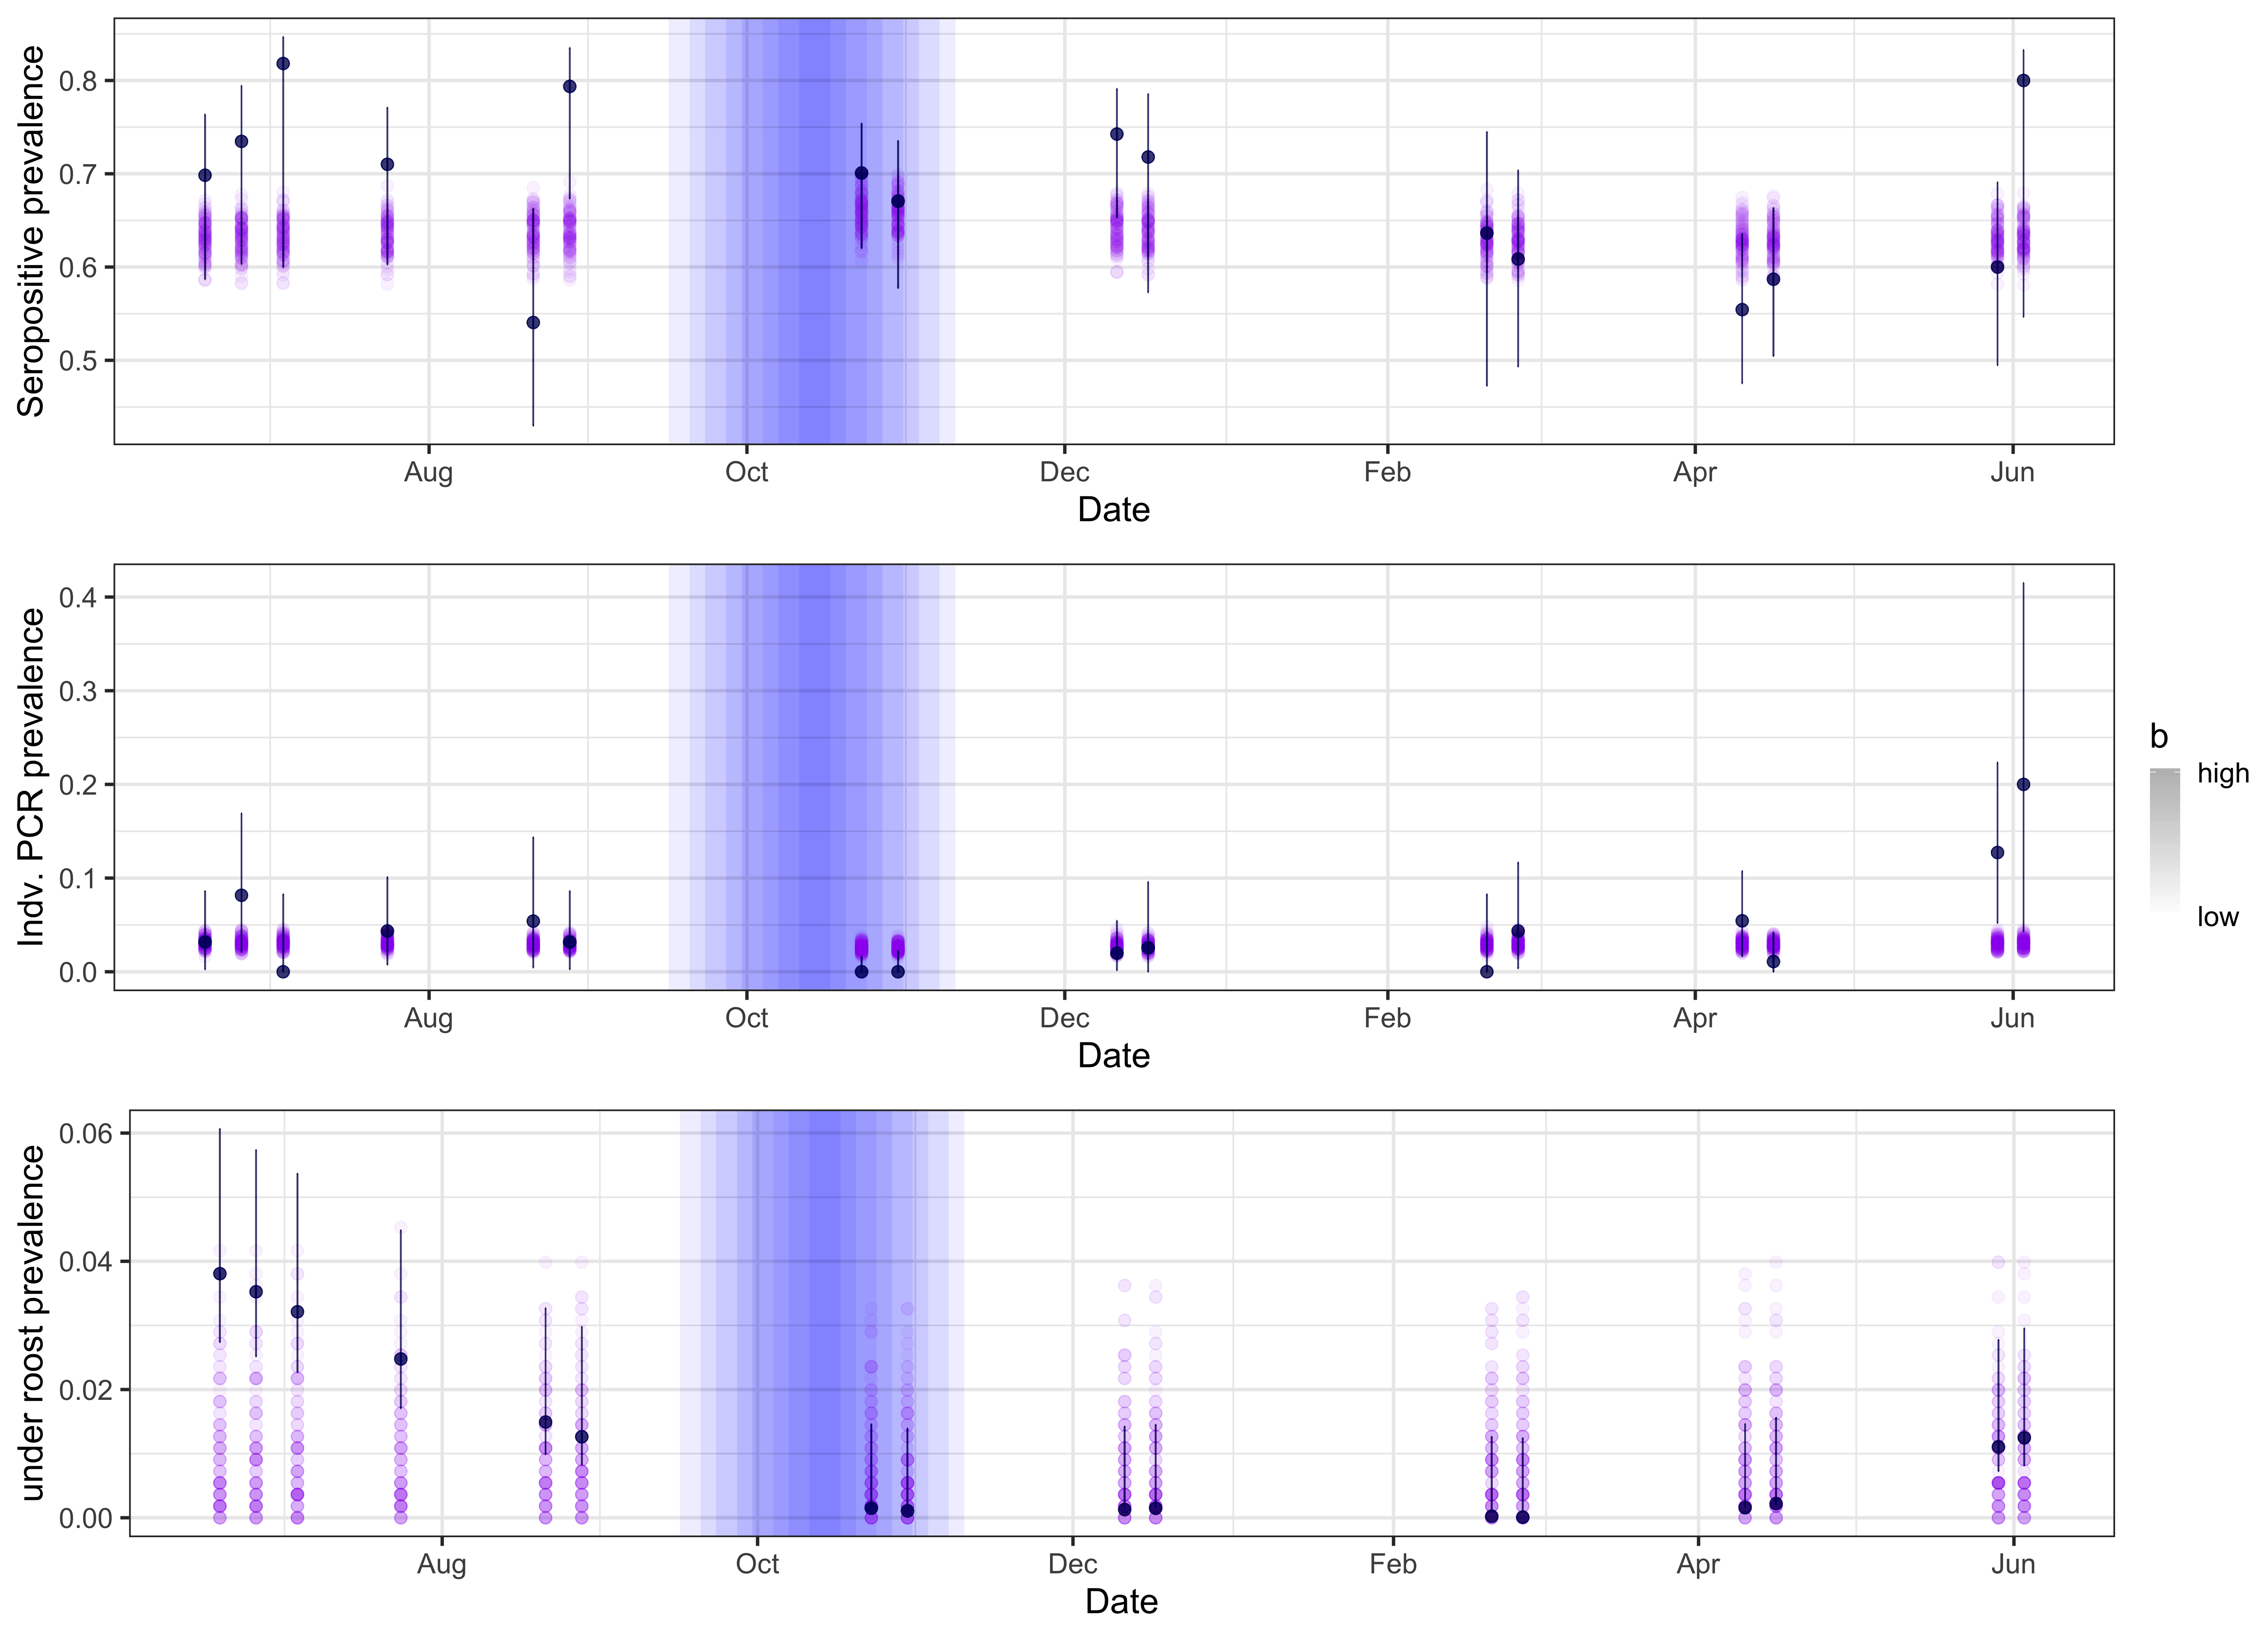 Seropositive prevalence
0.8
0.7
0.6
0.5
Aug Oct Dec Feb Apr Jun
Date
Indv. PCR prevalence
0.4
0.3
0.2
0.1
0.0
Aug Oct Dec Feb Apr Jun
Date
b
high
low
under roost prevalence
0.06
0.04
0.02
0.00
Aug Oct Dec Feb Apr Jun
Date